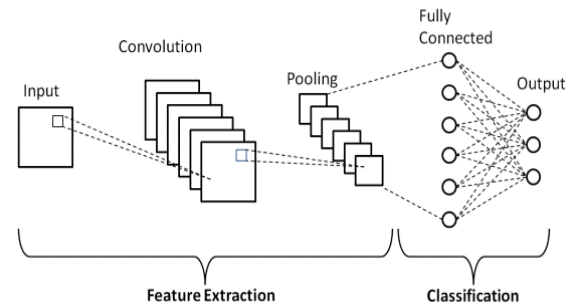 Input
Convolution
Pooling
Fully
Connected
Output
Feature Extraction
Classification